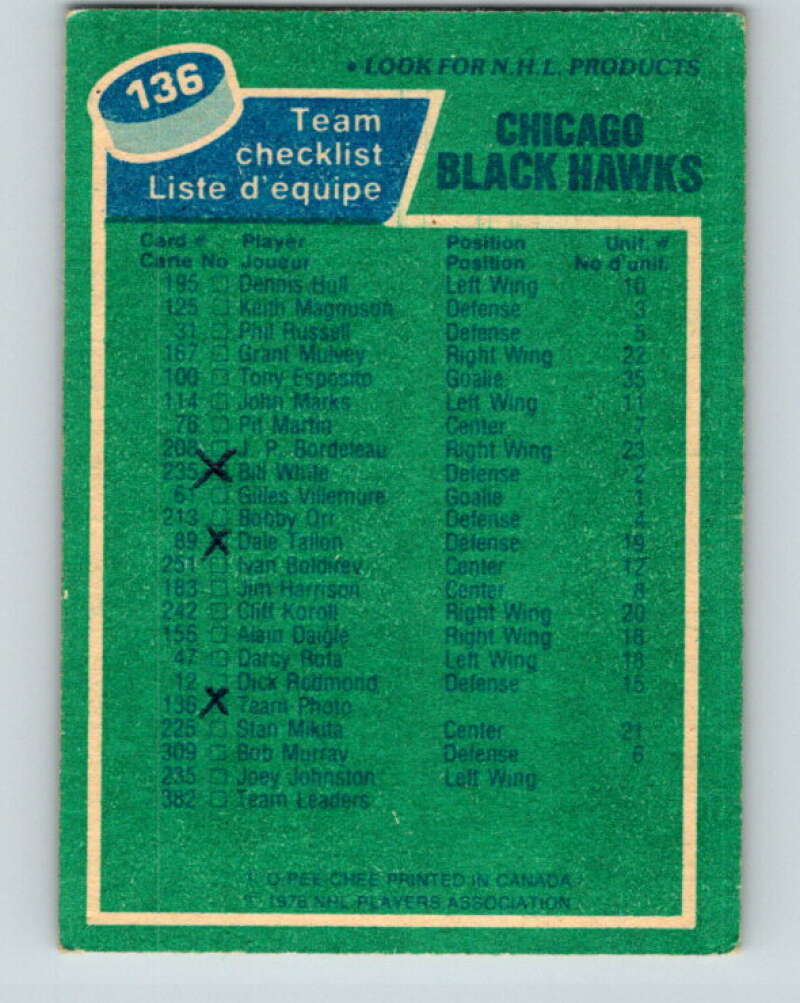 136
• LOOK FOR N.H.L. PRODUCTS
Team
checklist
Liste d'équipe
CHICAGO
BLACK HAWKS
Card # Player Position Unif. #
Carte No Joueur Position No d'unif.
195 Dennis Hull Left Wing 10
125 Keith Magnuson Defense 3
31 Phil Russell Defense 5
167 Grant Mulvey Right Wing 22
100 Tony Esposito Goalie 35
114 John Marks Left Wing 11
76 Pit Martin Center 7
208 J. P. Bordeleau Right Wing 23
235 X Bill White Defense 2
61 Gilles Villemure Goalie 1
213 Bobby Orr Defense 4
89 X Dale Tallon Defense 19
251 Ivan Boldirev Center 12
183 Jim Harrison Center 8
242 Cliff Koroll Right Wing 20
156 Alain Daigle Right Wing
47 Darcy Rota Left Wing 18
12 Dick Redmond Defense 15
136 X Team Photo
225 Stan Mikita Center 21
309 Bob Murray Defense 6
235 Joey Johnston Left Wing
382 Team Leaders
O-PEE-CHEE PRINTED IN CANADA
© 1976 NHL PLAYERS ASSOCIATION